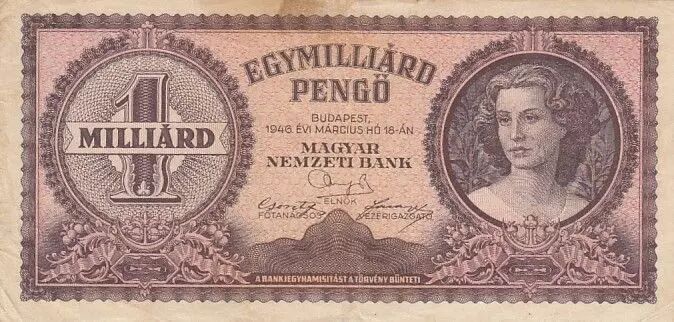 EGYMILLIÁRD
PENGŐ
1
MILLIÁRD
BUDAPEST,
1946. ÉVI MÁRCIUS HÓ 18-ÁN
MAGYAR
NEMZETI BANK
ELNÖK
FŐTANÁCSOS
VEZÉRIGAZGATÓ
A BANKJEGYHAMISÍTÁST A TÖRVÉNY BÜNTETI